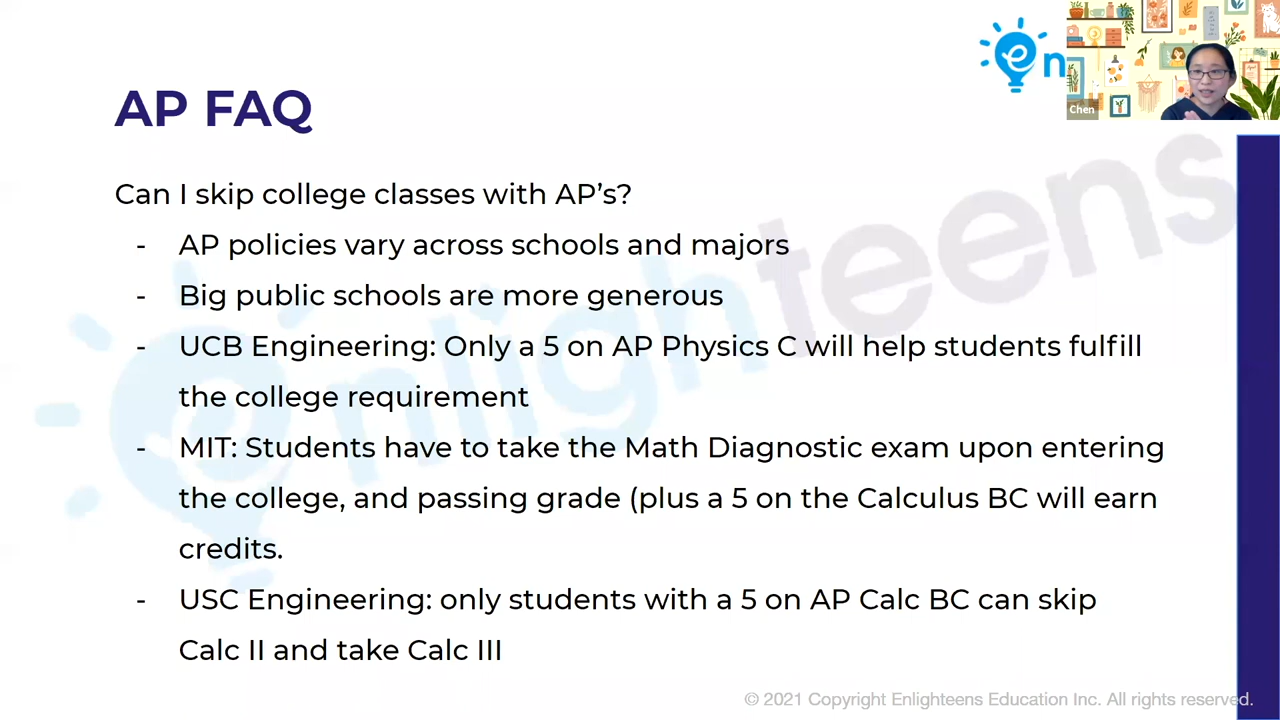 en
Chen
AP FAQ
Can I skip college classes with AP's?
- AP policies vary across schools and majors
- Big public schools are more generous
- UCB Engineering: Only a 5 on AP Physics C will help students fulfill
the college requirement
- MIT: Students have to take the Math Diagnostic exam upon entering
the college, and passing grade (plus a 5 on the Calculus BC will earn
credits.
- USC Engineering: only students with a 5 on AP Calc BC can skip
Calc II and take Calc III
enlighteens
© 2021 Copyright Enlighteens Education Inc. All rights reserved.